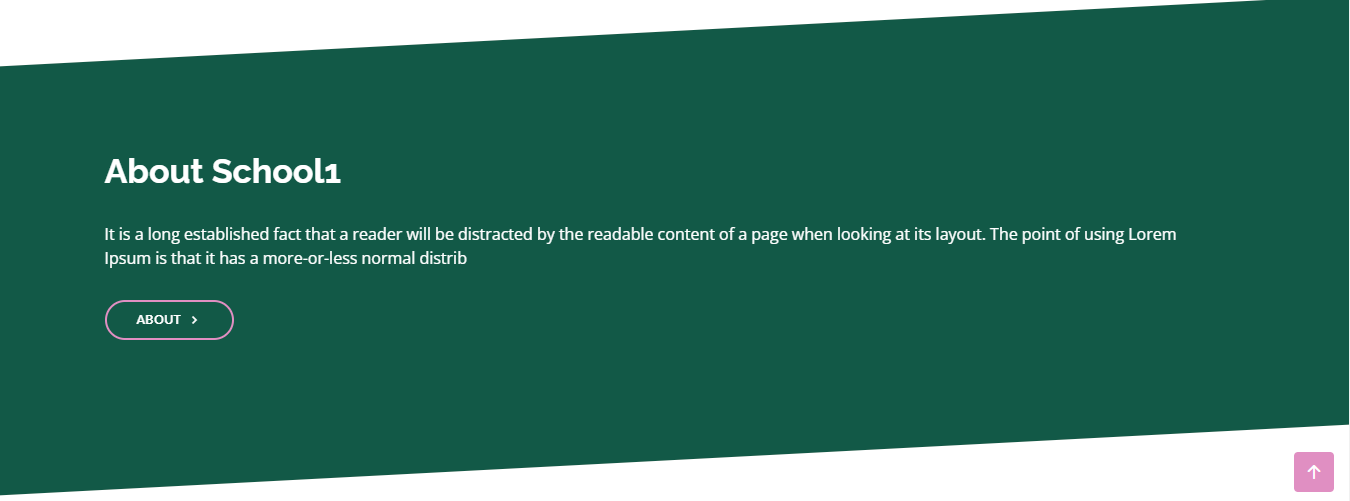 About School1
It is a long established fact that a reader will be distracted by the readable content of a page when looking at its layout. The point of using Lorem
Ipsum is that it has a more-or-less normal distrib
ABOUT